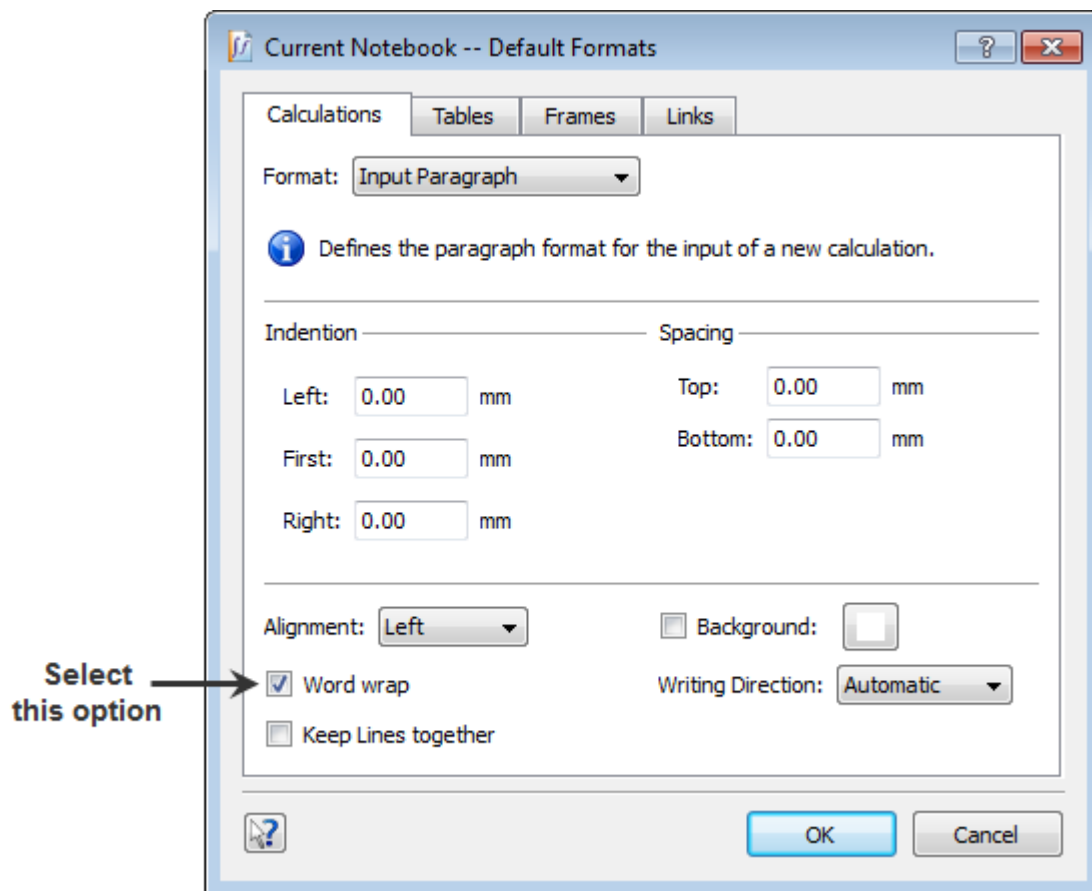 Current Notebook -- Default Formats
Calculations Tables Frames Links
Format: Input Paragraph
Defines the paragraph format for the input of a new calculation.
Indention Spacing
Left: 0.00 mm Top: 0.00 mm
Bottom: 0.00 mm
First: 0.00 mm
Right: 0.00 mm
Alignment: Left Background:
Select
this option
Word wrap Writing Direction: Automatic
Keep Lines together
OK Cancel